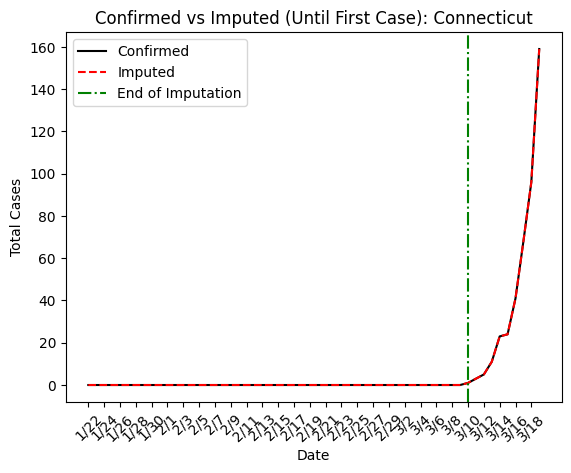 Confirmed vs Imputed (Until First Case): Connecticut
Confirmed
Imputed
End of Imputation
Total Cases
160
140
120
100
80
60
40
20
0
1/22 1/24 1/26 1/28 1/30 2/1 2/3 2/5 2/7 2/9 2/11 2/13 2/15 2/17 2/19 2/21 2/23 2/25 2/27 2/29 3/2 3/4 3/6 3/8 3/10 3/12 3/14 3/16 3/18
Date